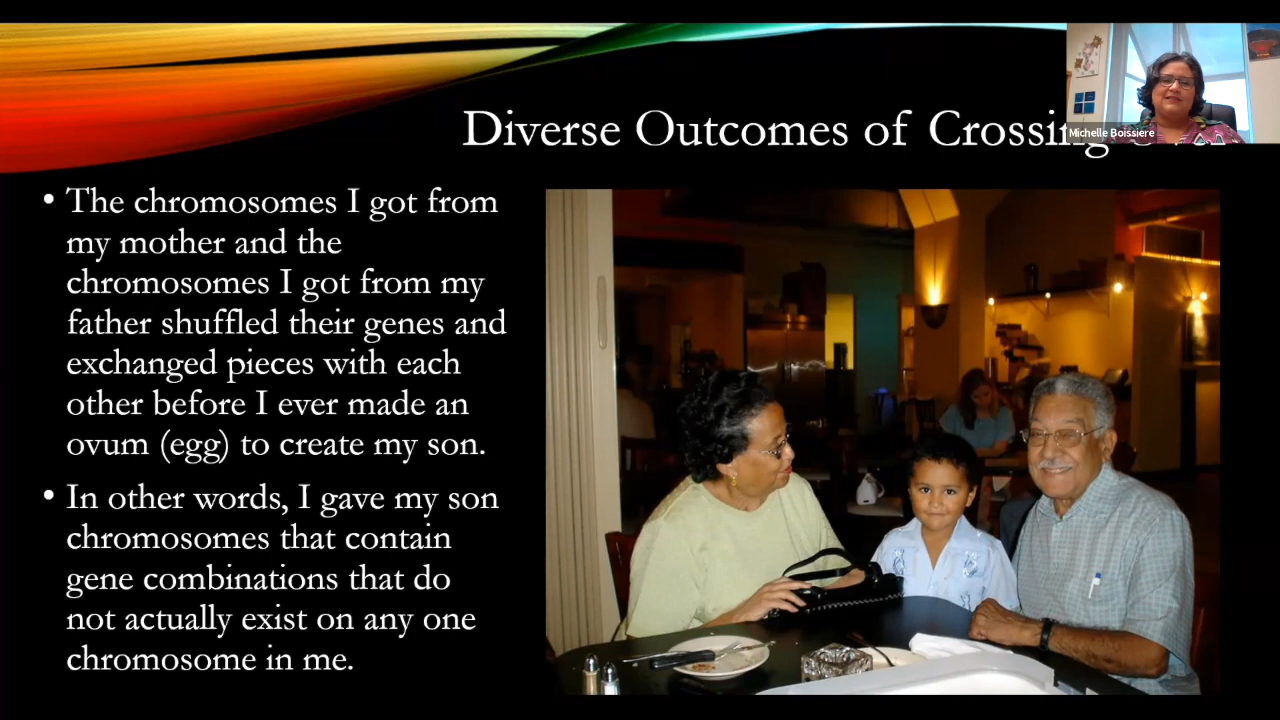 Diverse Outcomes of Crossing
Michelle Boissiere
• The chromosomes I got from
my mother and the
chromosomes I got from my
father shuffled their genes and
exchanged pieces with each
other before I ever made an
ovum (egg) to create my son.
• In other words, I gave my son
chromosomes that contain
gene combinations that do
not actually exist on any one
chromosome in me.